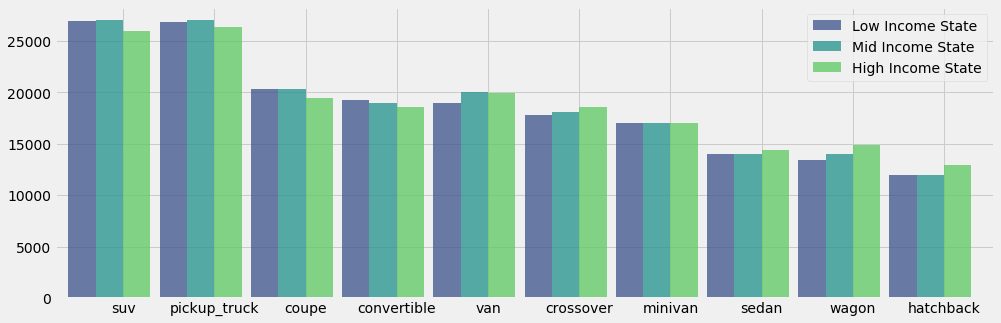 Low Income State
Mid Income State
High Income State
25000
20000
15000
10000
5000
0
suv pickup_truck coupe convertible van crossover minivan sedan wagon hatchback